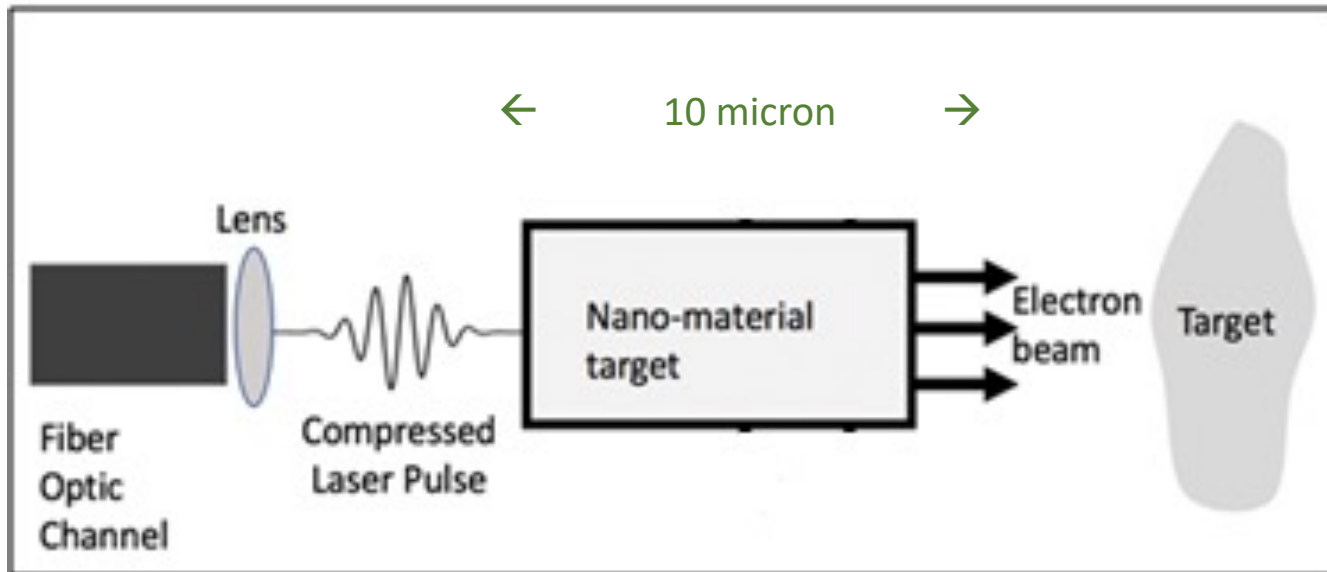 ← 10 micron →
Lens
Nano-material
target
Electron
beam
Target
Compressed
Laser Pulse
Fiber
Optic
Channel